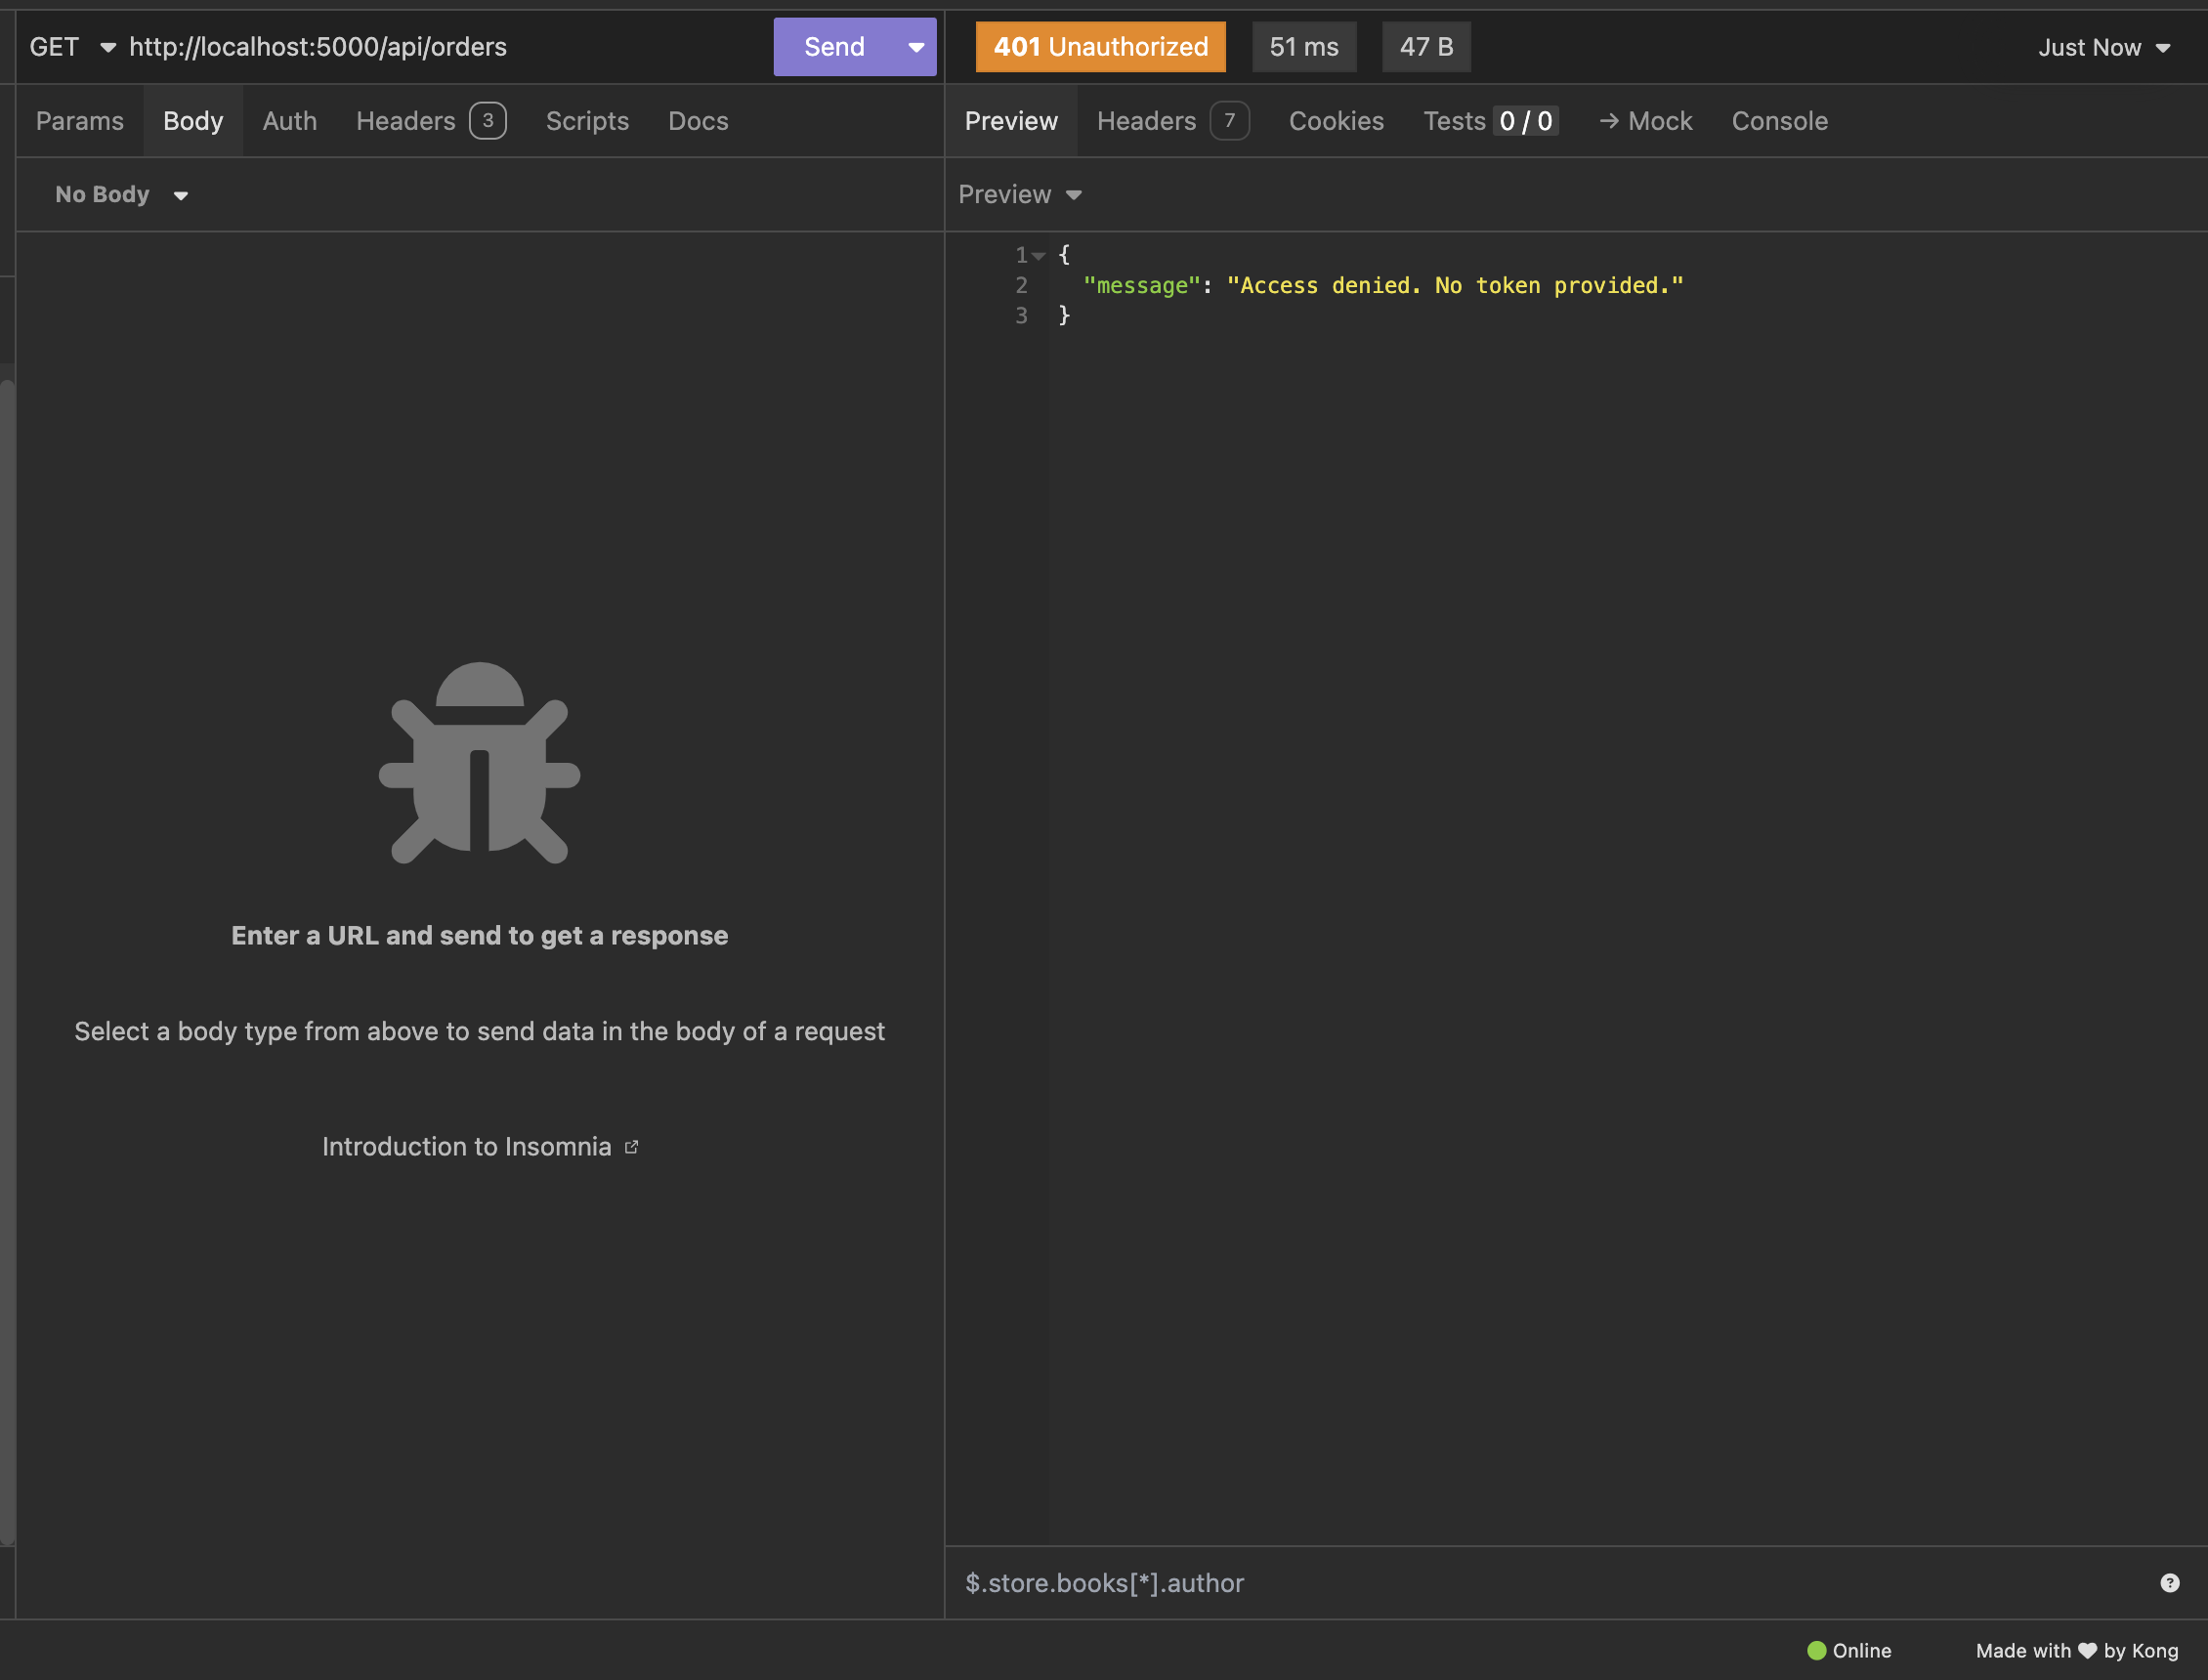 GET http://localhost:5000/api/orders Send
401 Unauthorized 51 ms 47 B Just Now
Params Body Auth Headers 3 Scripts Docs
Preview Headers 7 Cookies Tests 0 / 0 → Mock Console
No Body
Preview
1 {
2 "message": "Access denied. No token provided."
3 }
Enter a URL and send to get a response
Select a body type from above to send data in the body of a request
Introduction to Insomnia
$.store.books[*].author
?
Online
Made with ♥ by Kong